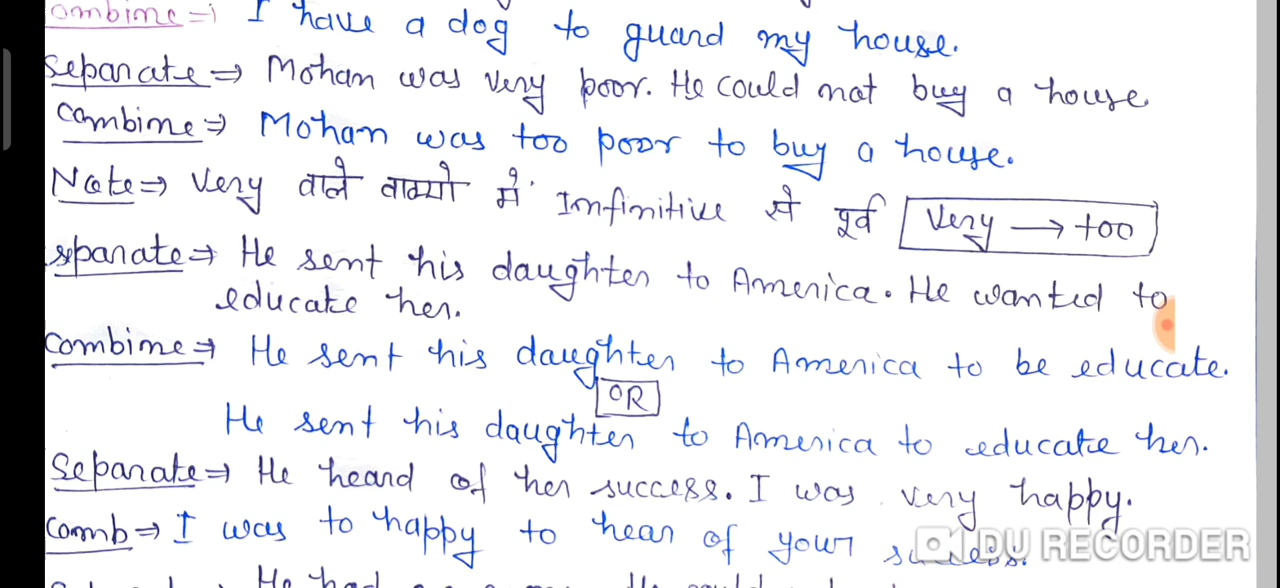 ombine⇒ I have a dog to guard my house.
Separate⇒ Mohan was very poor. He could not buy a house.
Combine⇒ Mohan was too poor to buy a house.
Note⇒ Very वाले वाक्यो में Infinitive से पूर्व Very → too
separate⇒ He sent his daughter to America. He wanted to
educate her.
Combine⇒ He sent his daughter to America to be educate.
OR
He sent his daughter to America to educate her.
Separate⇒ He heard of her success. I was very happy.
Comb⇒ I was to happy to hear of your success.
DU RECORDER
He had